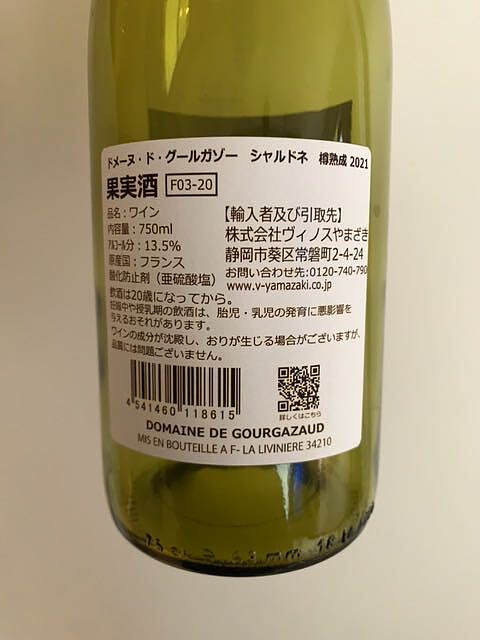 ドメーヌ・ド・グールガゾー シャルドネ 樽熟成 2021
果実酒 F03-20
品名：ワイン
内容量：750ml
アルコール分：13.5%
原産国：フランス
酸化防止剤（亜硫酸塩）
【輸入者及び引取先】
株式会社ヴィノスやまざき
静岡市葵区常磐町2-4-24
お問い合わせ先:0120-740-790
www.v-yamazaki.co.jp
飲酒は20歳になってから。
妊娠中や授乳期の飲酒は、胎児・乳児の発育に悪影響を
与えるおそれがあります。
ワインの成分が沈殿し、おりが生じる場合がございますが、
品質には問題ございません。
4 541460 118615
詳しくはこちら
DOMAINE DE GOURGAZAUD
MIS EN BOUTEILLE A F- LA LIVINIERE 34210